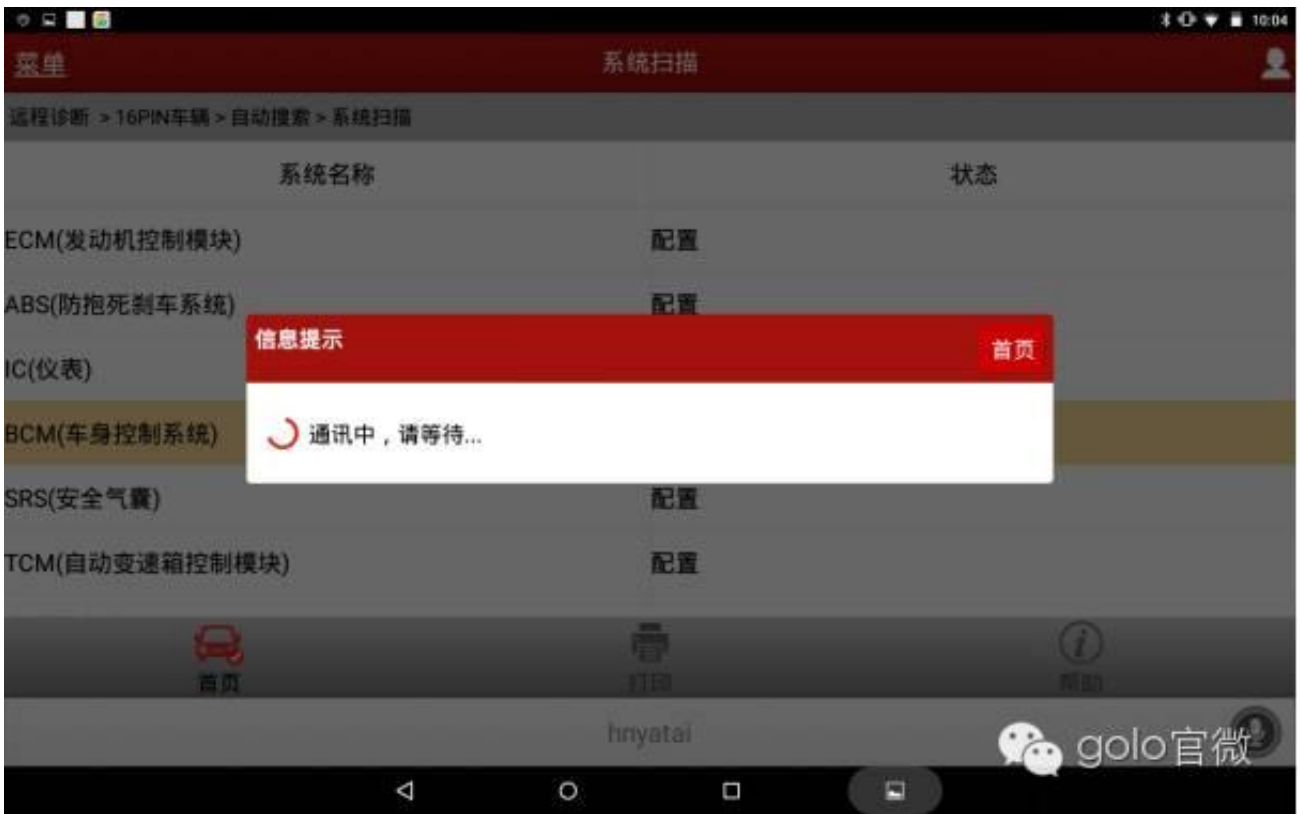 10:04
菜单 系统扫描
远程诊断 > 16PIN车辆 > 自动搜索 > 系统扫描
系统名称 状态
ECM(发动机控制模块) 配置
ABS(防抱死刹车系统) 配置
信息提示 首页
IC(仪表)
BCM(车身控制系统)
通讯中，请等待...
SRS(安全气囊) 配置
TCM(自动变速箱控制模块) 配置
首页 打印 帮助
hnyatai
golo官微